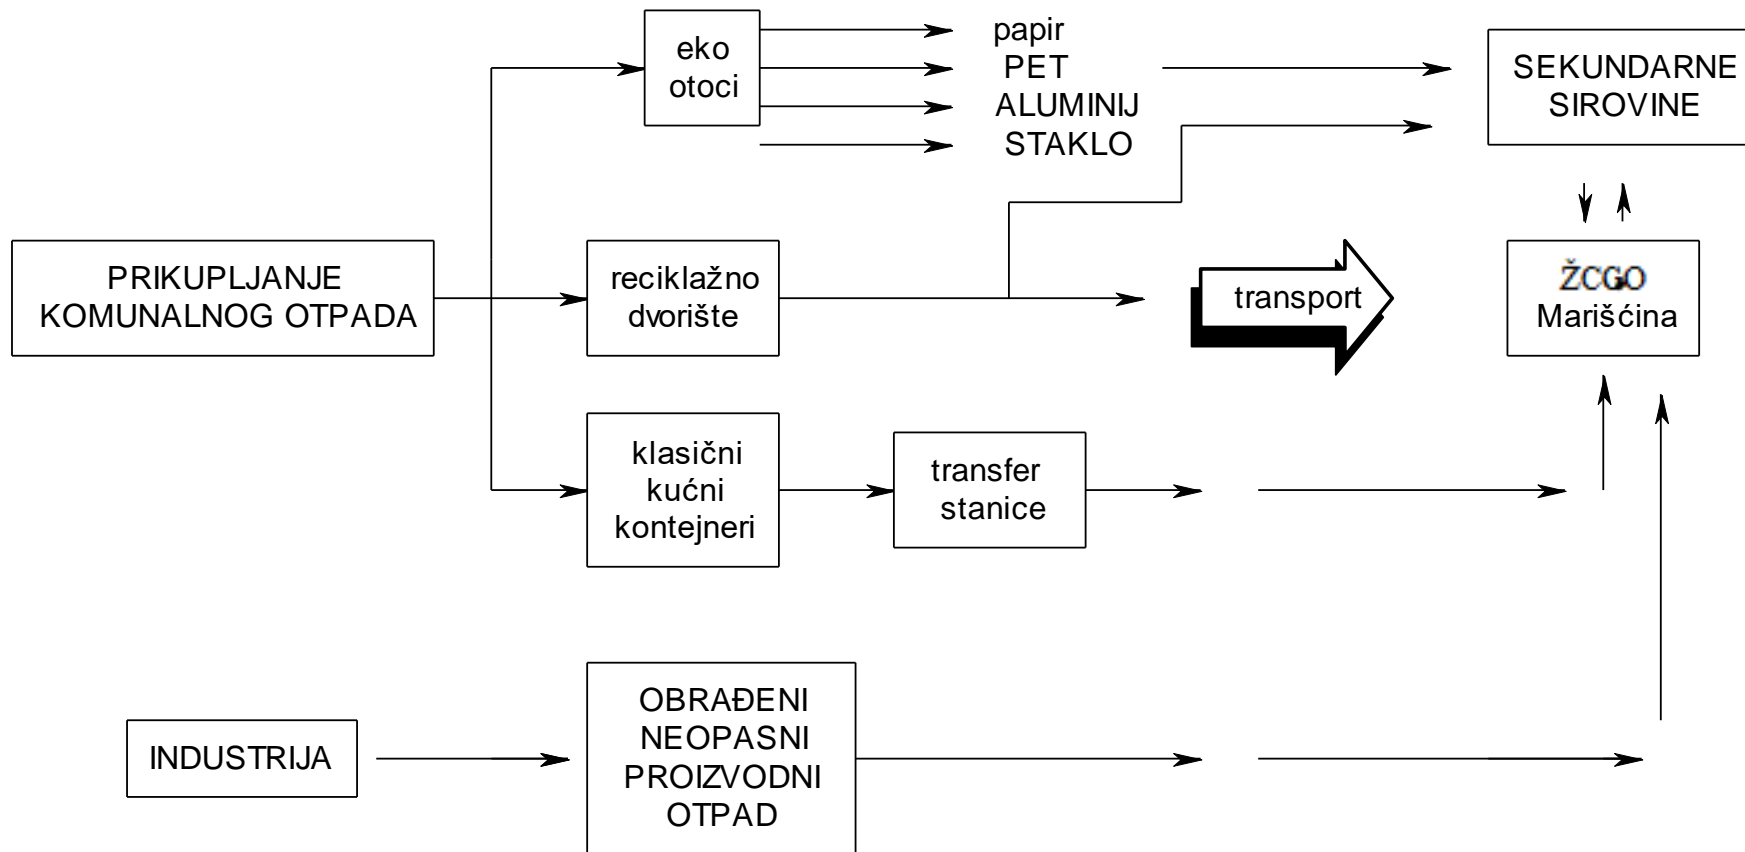 eko
otoci
papir
PET
ALUMINIJ
STAKLO
SEKUNDARNE
SIROVINE
PRIKUPLJANJE
KOMUNALNOG OTPADA
reciklažno
dvorište
transport
ŽCGO
Marišćina
klasični
kućni
kontejneri
transfer
stanice
INDUSTRIJA
OBRAĐENI
NEOPASNI
PROIZVODNI
OTPAD